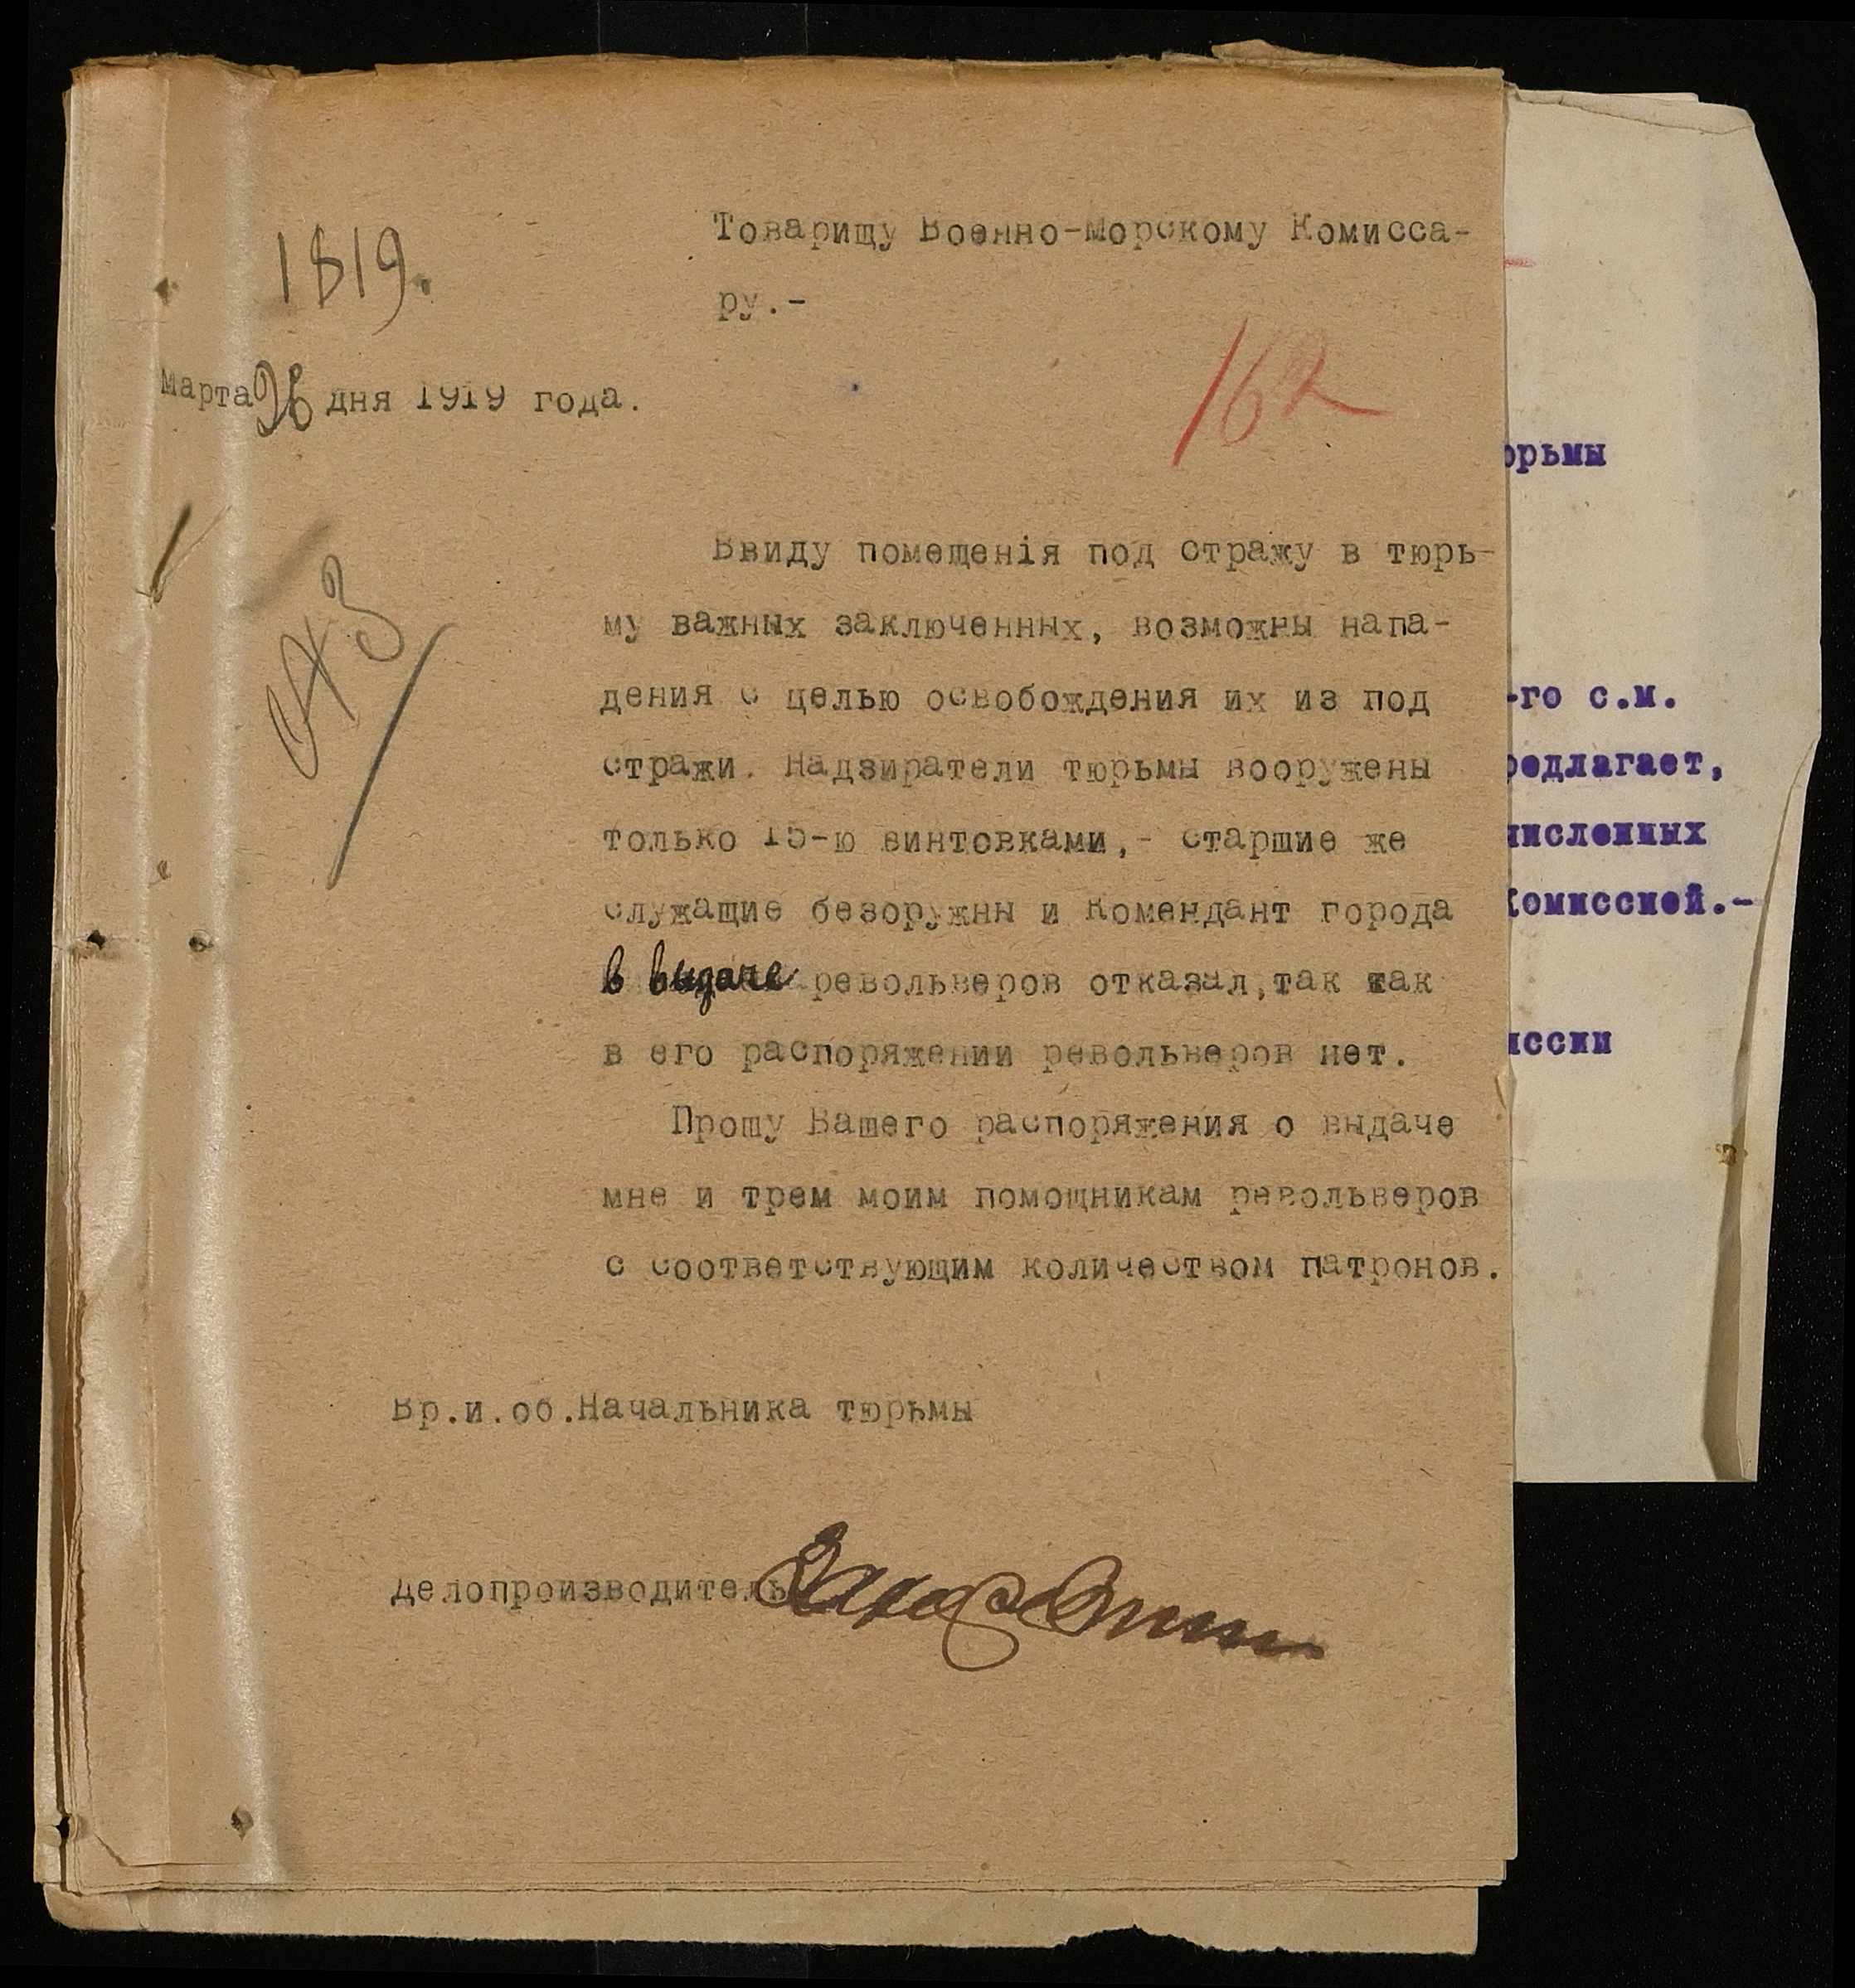 Товарищу Военно-Морскому Комисса-
ру.-
1819.
Марта 26 дня 1919 года.
162
Ввиду помещенія под стражу в тюрь-
му важных заключенных, возможны напа-
дения с целью освобождения их из под
стражи. Надзиратели тюрьмы вооружены
только 15-ю винтовками,- старшие же
служащие безоружны и Комендант города
в выдаче револьверов отказал,так как
в его распоряжении револьверов нет.
Прошу Вашего распоряжения о выдаче
мне и трем моим помощникам револьверов
с соответствующим количеством патронов.
Вр.и.об.Начальника тюрьмы
Делопроизводитель
орьмы
-го с.м.
редлагает,
численных
Комиссией.-
иссии